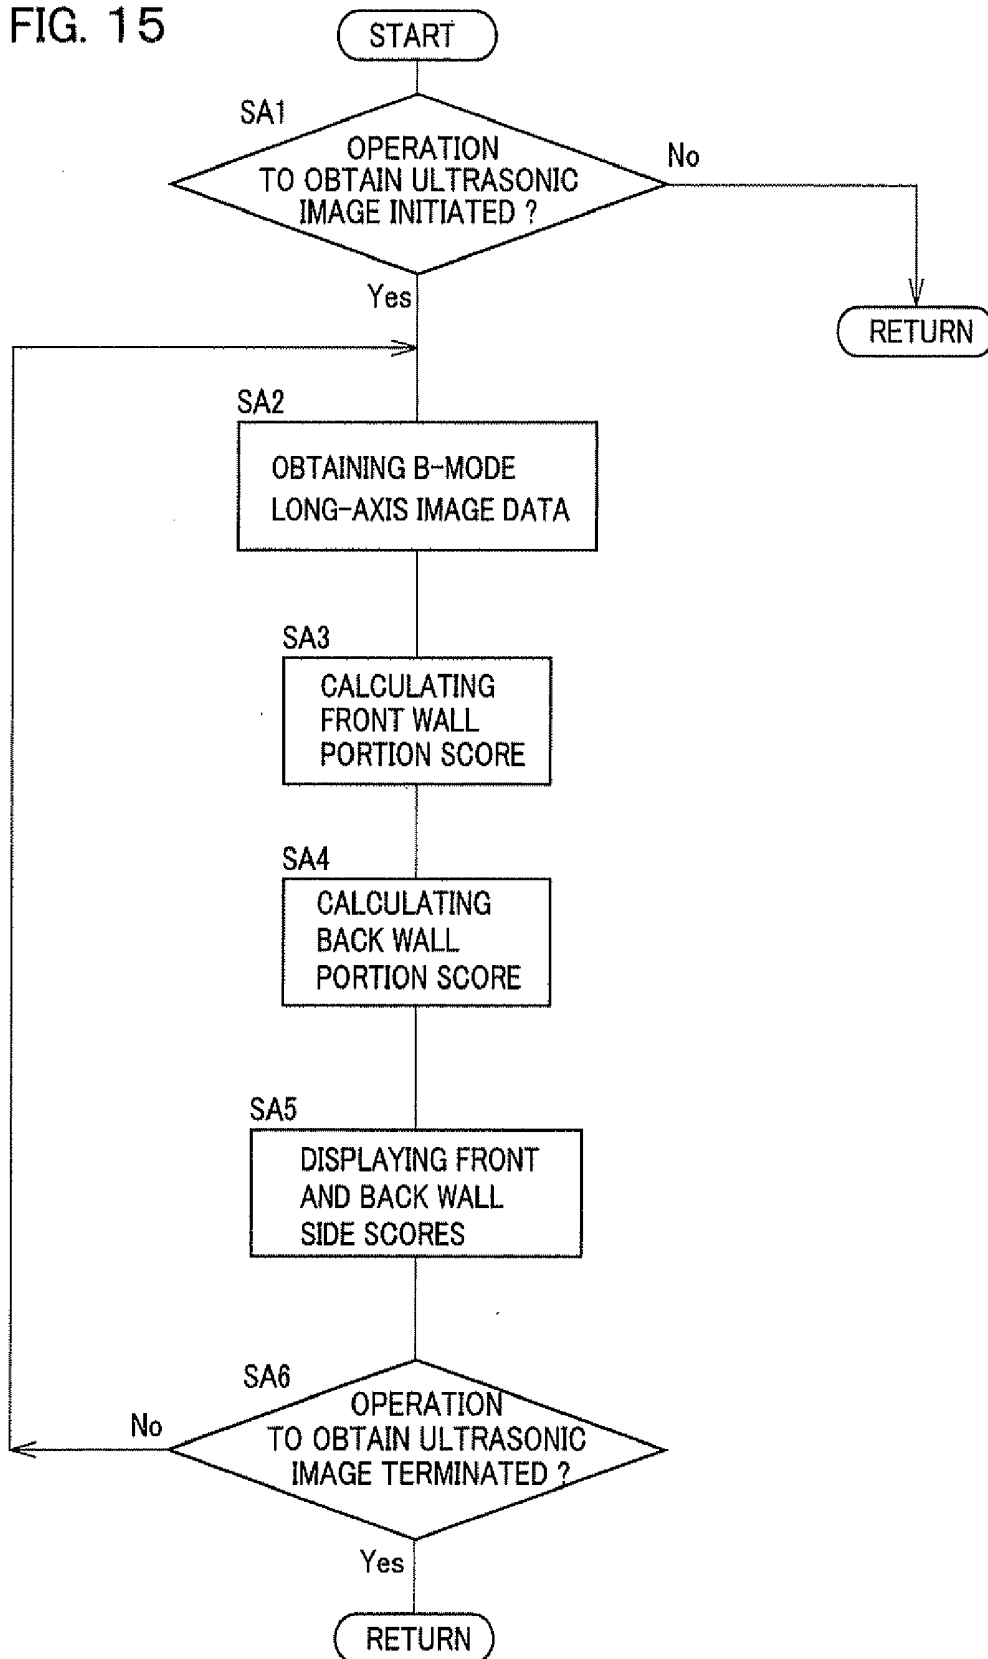 FIG. 15
START
SA1
OPERATION
TO OBTAIN ULTRASONIC
IMAGE INITIATED ?
No
Yes
RETURN
SA2
OBTAINING B-MODE
LONG-AXIS IMAGE DATA
SA3
CALCULATING
FRONT WALL
PORTION SCORE
SA4
CALCULATING
BACK WALL
PORTION SCORE
SA5
DISPLAYING FRONT
AND BACK WALL
SIDE SCORES
SA6
OPERATION
TO OBTAIN ULTRASONIC
IMAGE TERMINATED ?
No
Yes
RETURN